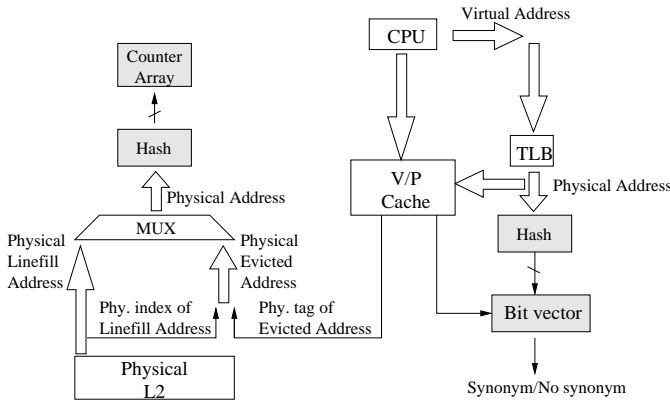 Virtual Address
CPU
Counter
Array
Hash
TLB
V/P
Cache
Physical Address
Physical Address
MUX
Physical
Linefill
Address
Physical
Evicted
Address
Hash
Phy. index of
Linefill Address
Phy. tag of
Evicted Address
Bit vector
Physical
L2
Synonym/No synonym